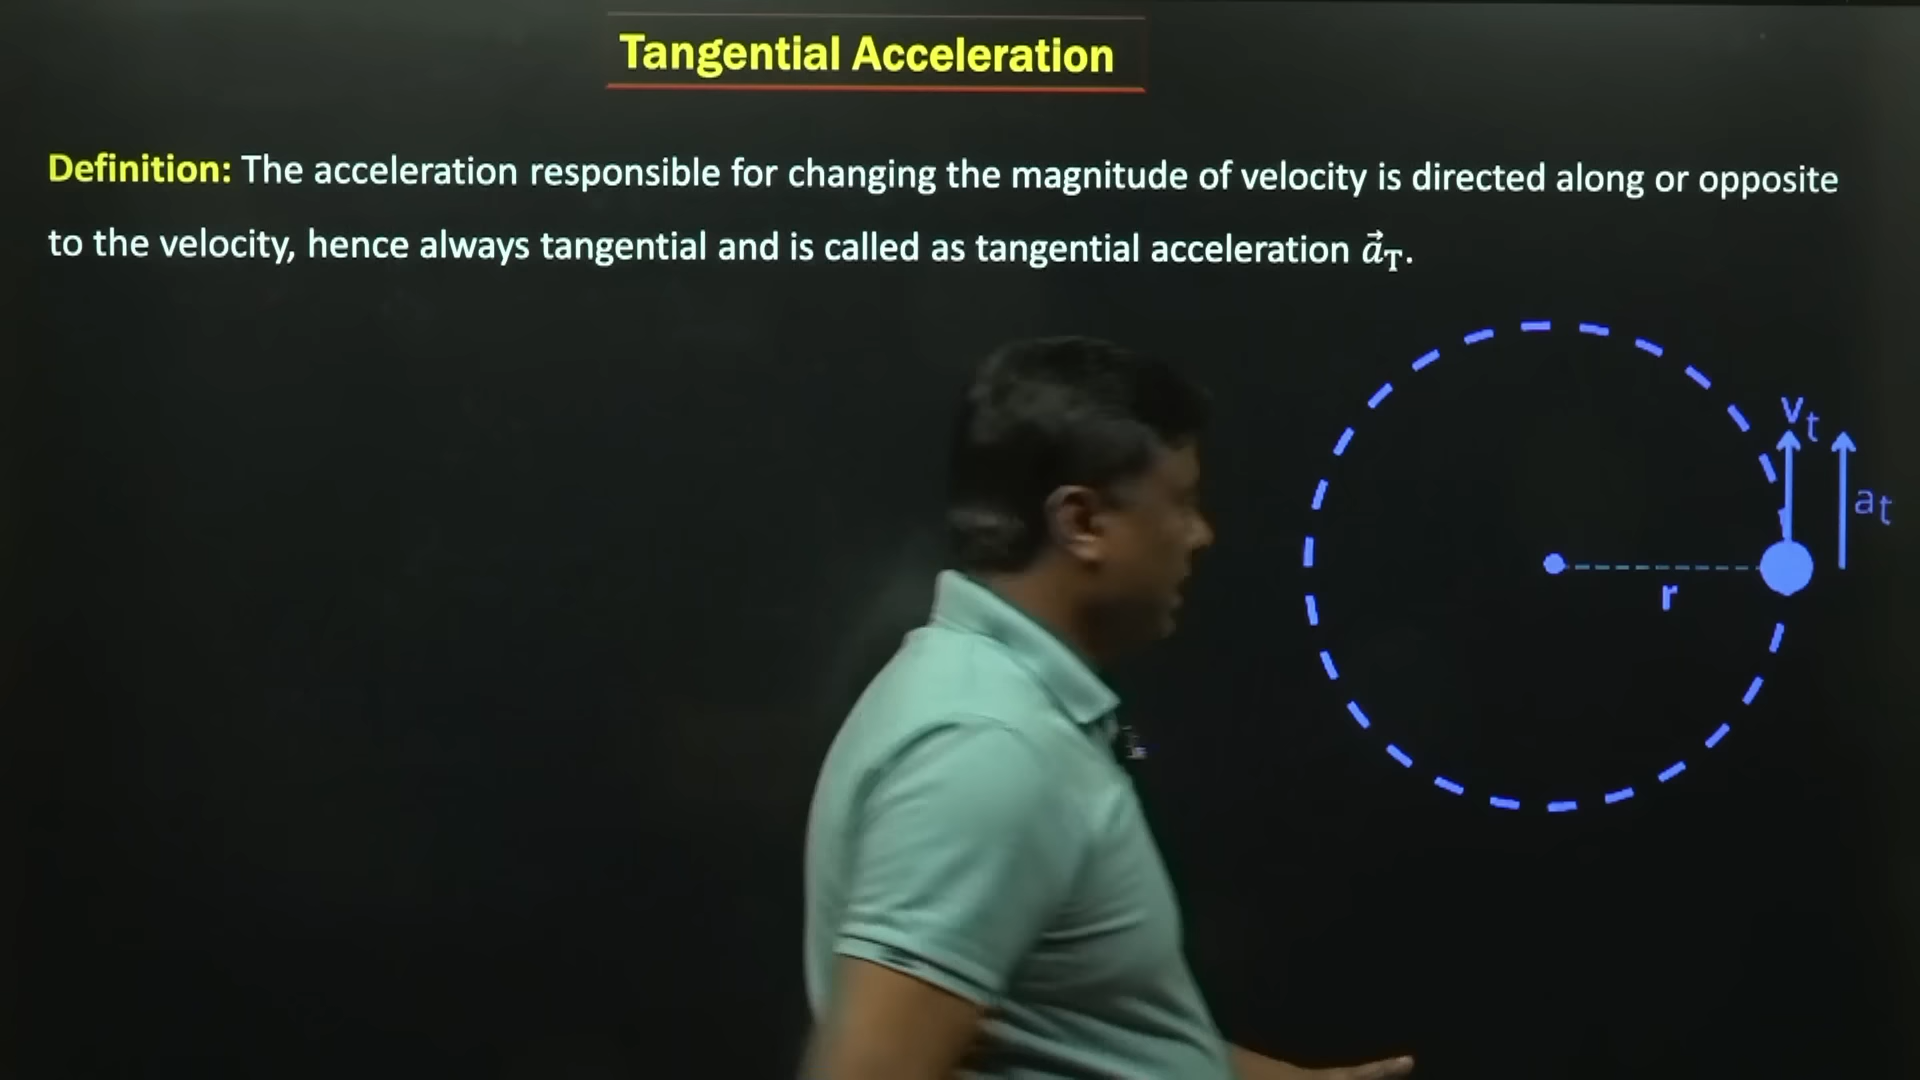 Tangential Acceleration
Definition: The acceleration responsible for changing the magnitude of velocity is directed along or opposite
to the velocity, hence always tangential and is called as tangential acceleration a⃗T.
vt
at
r